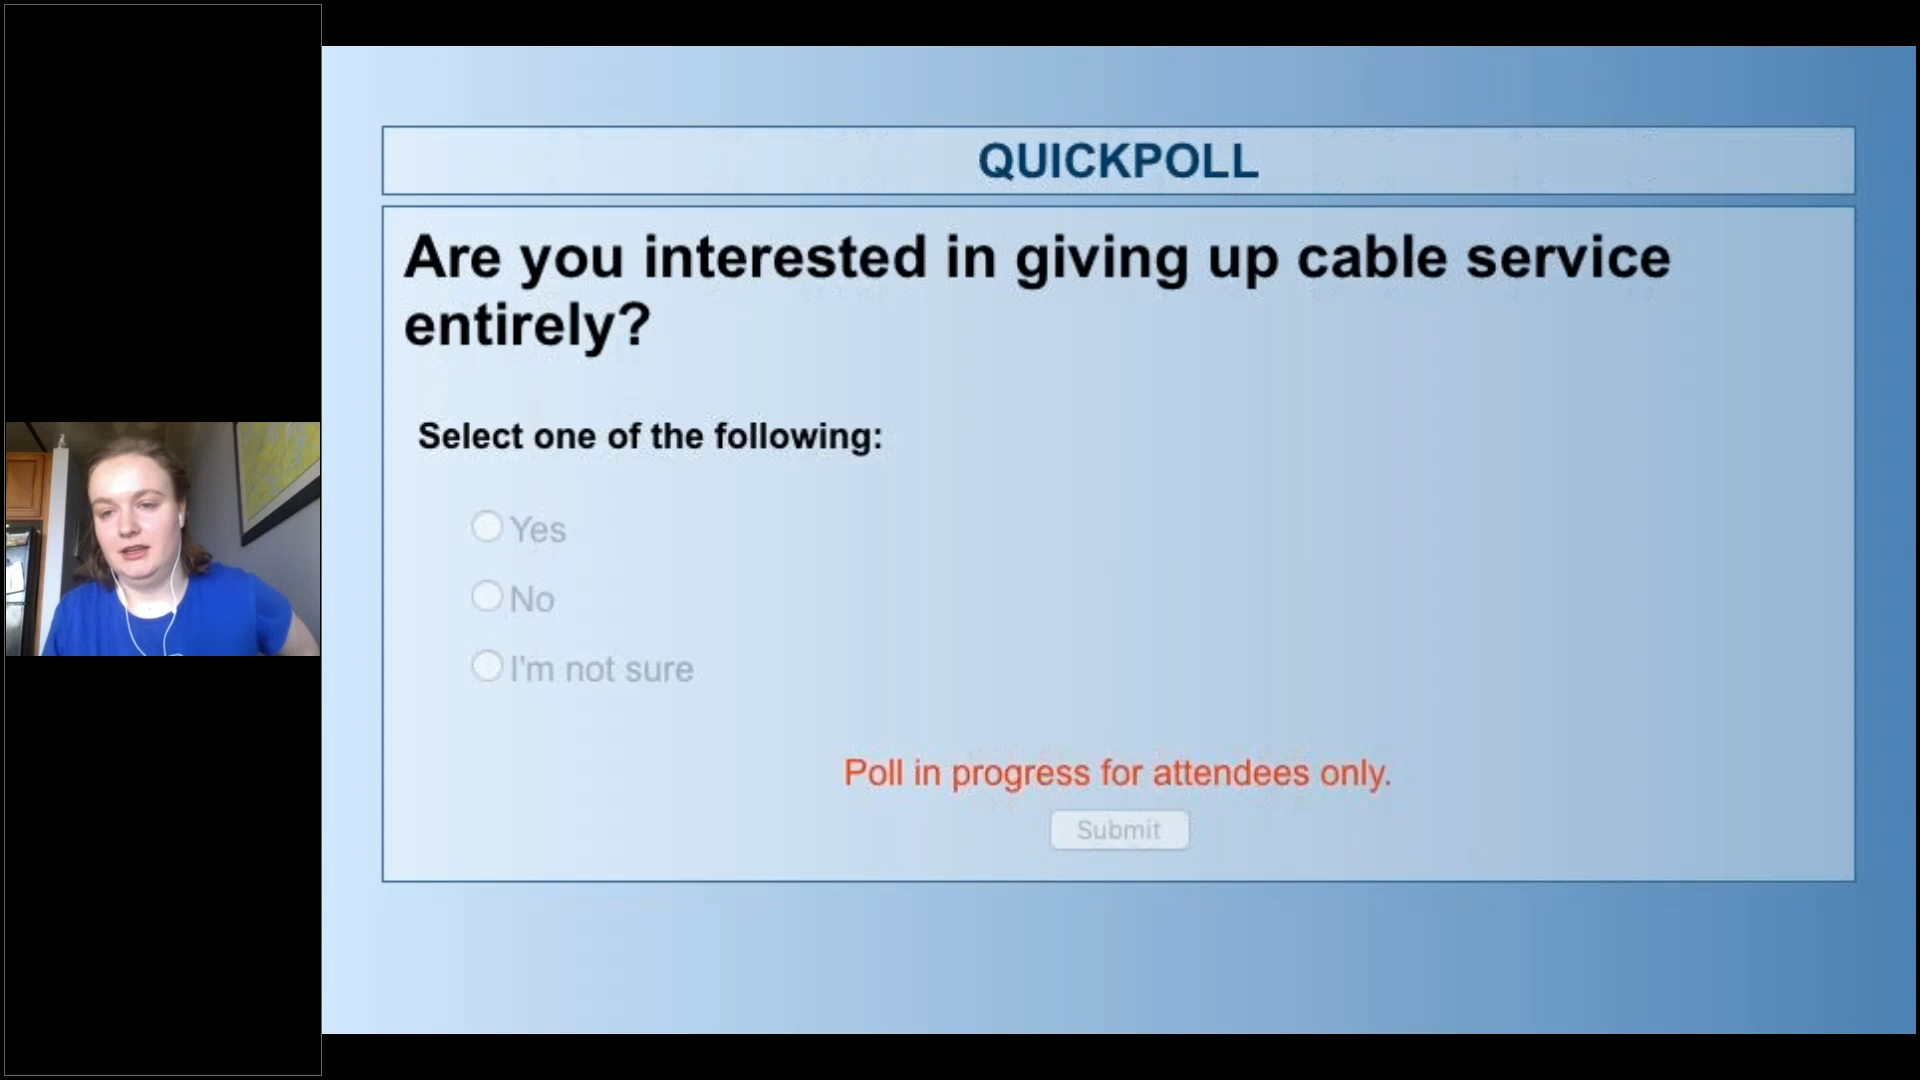 QUICKPOLL
Are you interested in giving up cable service
entirely?
Select one of the following:
Yes
No
I'm not sure
Poll in progress for attendees only.
Submit